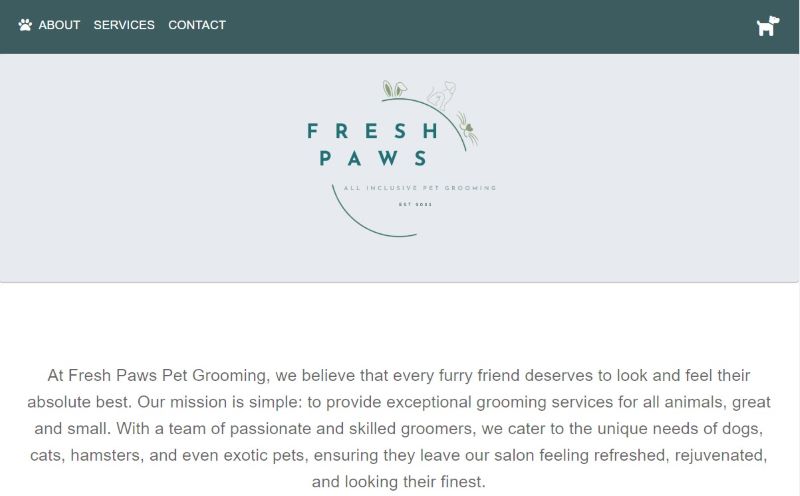 ABOUT SERVICES CONTACT
FRESH
PAWS
ALL INCLUSIVE PET GROOMING
EST
At Fresh Paws Pet Grooming, we believe that every furry friend deserves to look and feel their
absolute best. Our mission is simple: to provide exceptional grooming services for all animals, great
and small. With a team of passionate and skilled groomers, we cater to the unique needs of dogs,
cats, hamsters, and even exotic pets, ensuring they leave our salon feeling refreshed, rejuvenated,
and looking their finest.